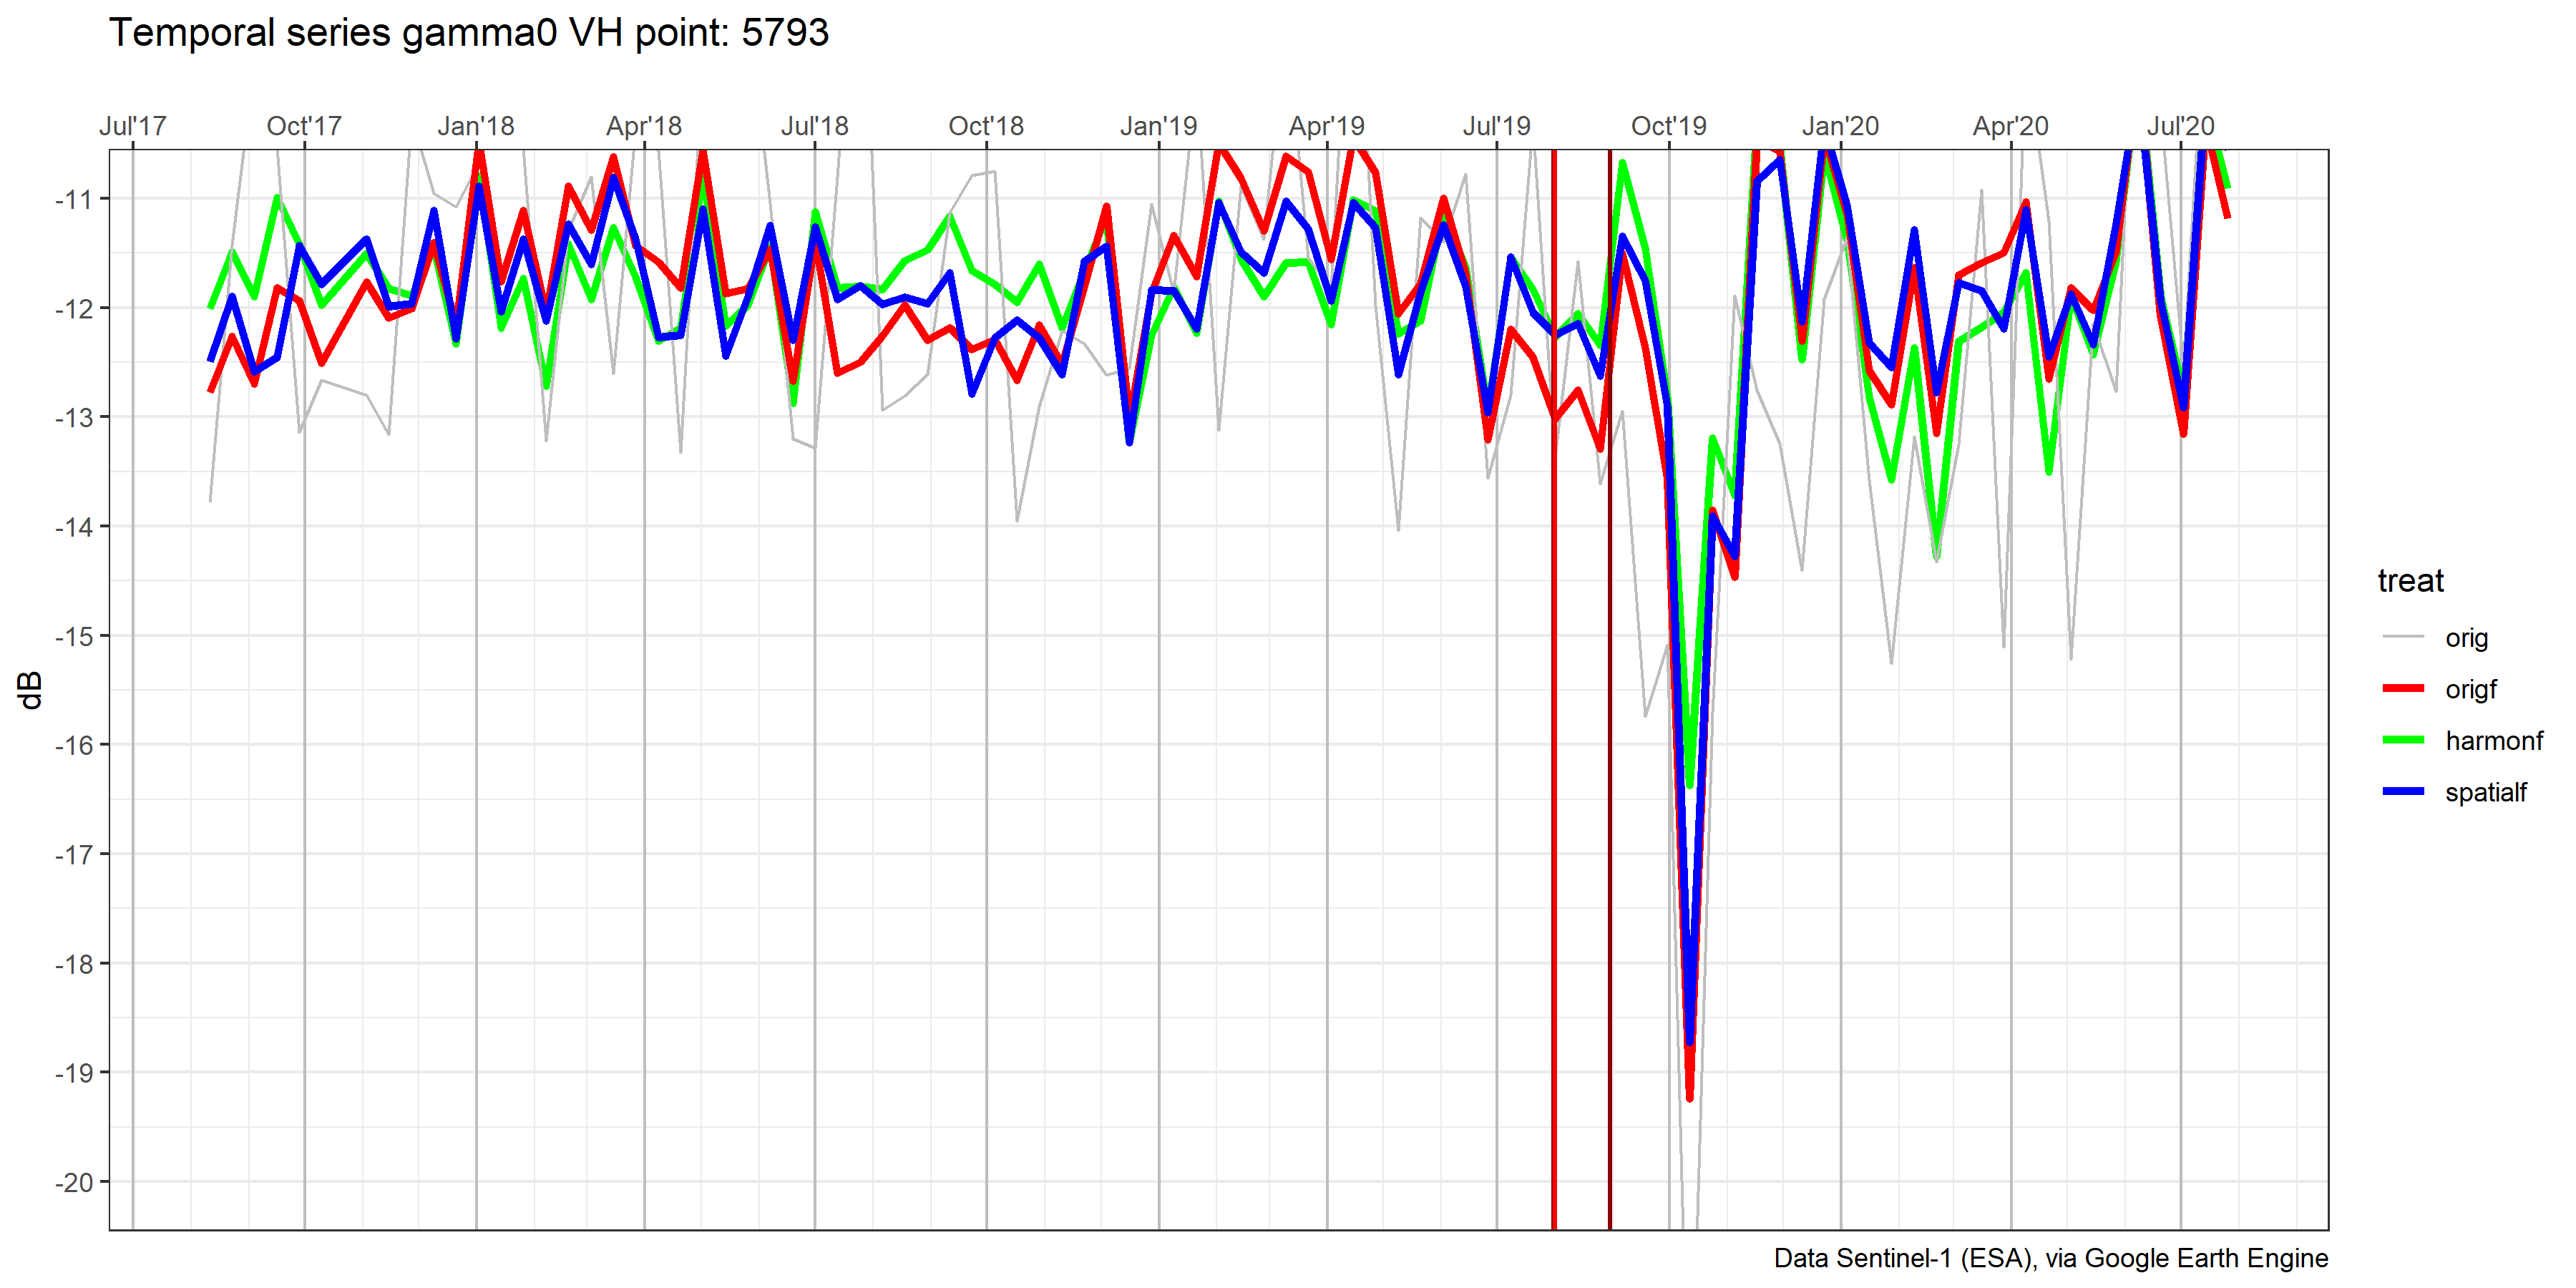 Temporal series gamma0 VH point: 5793
Jul'17 Oct'17 Jan'18 Apr'18 Jul'18 Oct'18 Jan'19 Apr'19 Jul'19 Oct'19 Jan'20 Apr'20 Jul'20
-11
-12
-13
-14
-15
-16
-17
-18
-19
-20
dB
treat
orig
origf
harmonf
spatialf
Data Sentinel-1 (ESA), via Google Earth Engine